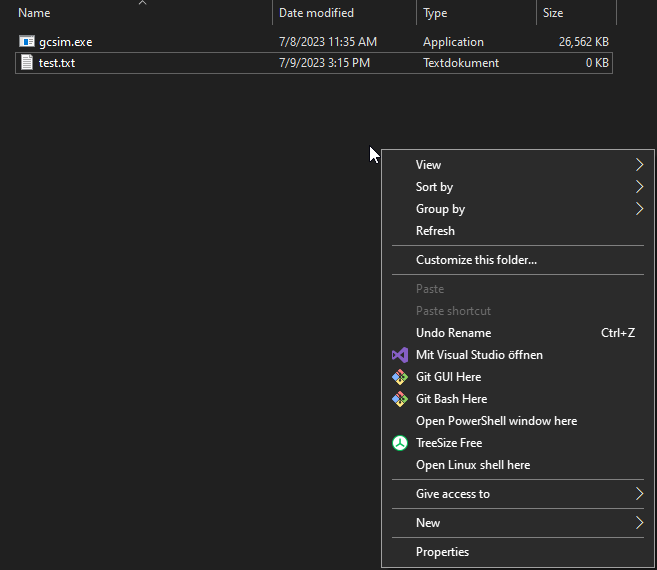 Name Date modified Type Size
gcsim.exe 7/8/2023 11:35 AM Application 26,562 KB
test.txt 7/9/2023 3:15 PM Textdokument 0 KB
View
Sort by
Group by
Refresh
Customize this folder...
Paste
Paste shortcut
Undo Rename Ctrl+Z
Mit Visual Studio öffnen
Git GUI Here
Git Bash Here
Open PowerShell window here
TreeSize Free
Open Linux shell here
Give access to
New
Properties